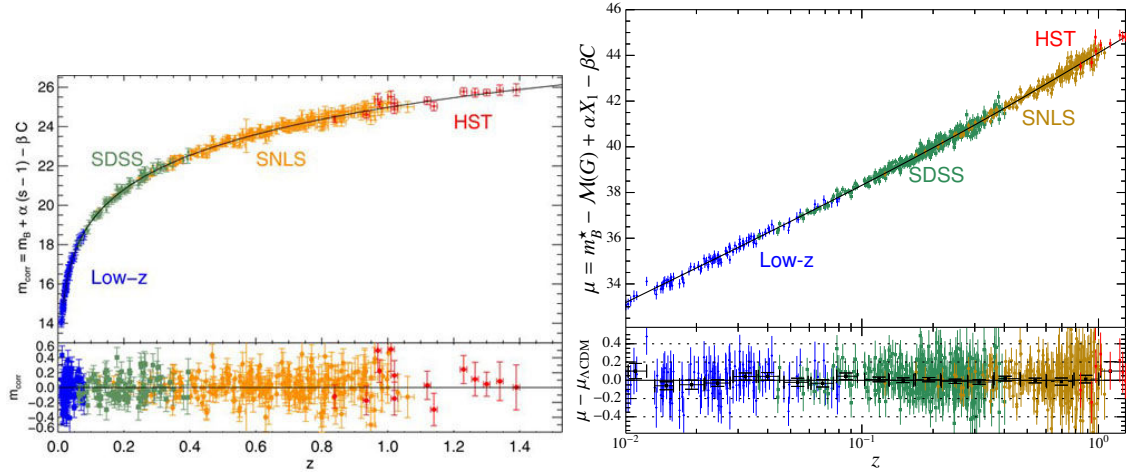 m_corr = m_B + α (s − 1) − β C
26
24
22
20
18
16
14
SDSS
SNLS
HST
Low−z
m_corr
0.6
0.4
0.2
0.0
-0.2
-0.4
-0.6
0.0 0.2 0.4 0.6 0.8 1.0 1.2 1.4
z
μ = m*_B − M(G) + αX_1 − βC
46
44
42
40
38
36
34
HST
SNLS
SDSS
Low-z
μ − μ_ΛCDM
0.4
0.2
0.0
−0.2
−0.4
10^−2 10^−1 10^0
z